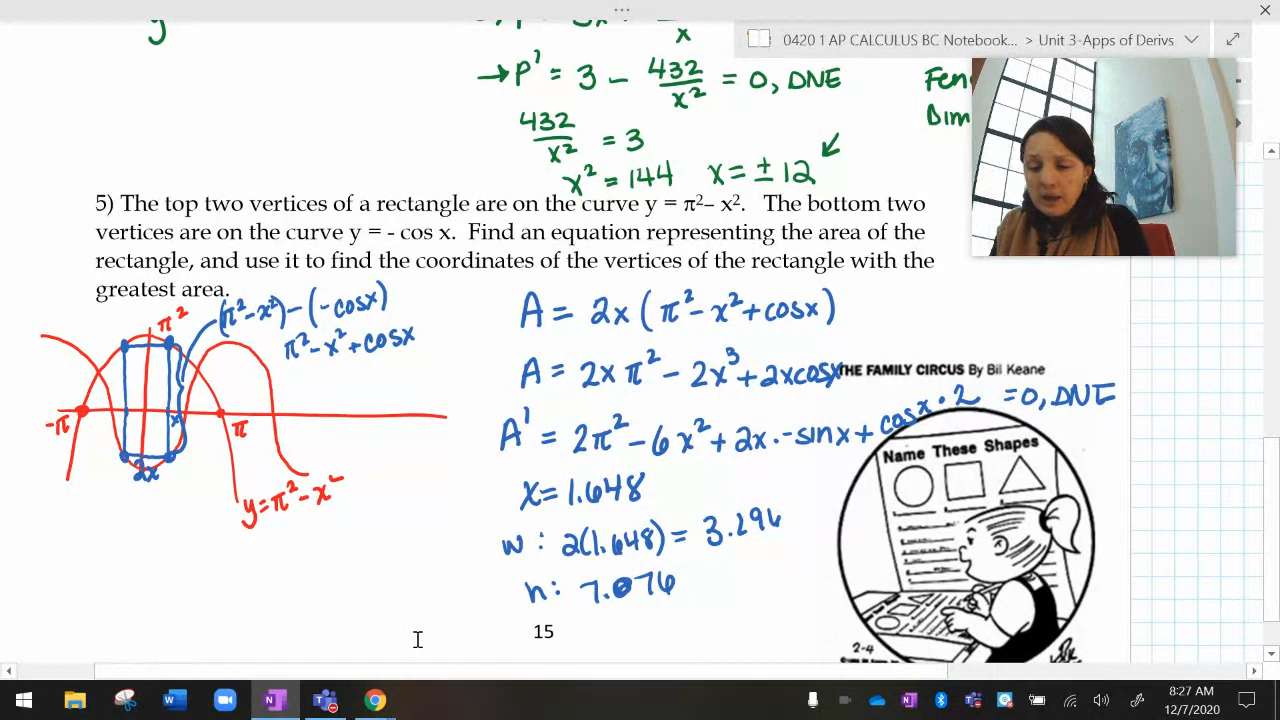 y
x
0420 1 AP CALCULUS BC Notebook... > Unit 3-Apps of Derivs
→ P' = 3 - 432/x² = 0, DNE
Fen
Dim
432/x² = 3
x² = 144 x = ± 12
5) The top two vertices of a rectangle are on the curve y = π²– x². The bottom two
vertices are on the curve y = - cos x. Find an equation representing the area of the
rectangle, and use it to find the coordinates of the vertices of the rectangle with the
greatest area.
π²
(π²-x²)-(-cosx)
π²-x²+cosx
-π
x
π
2x
y=π²-x²
A = 2x(π²-x²+cosx)
A = 2xπ²-2x³+2xcosx
A' = 2π²-6x²+2x·-sinx+cosx·2 =0, DNE
x=1.648
w: 2(1.648)= 3.296
h: 7.076
15
THE FAMILY CIRCUS By Bil Keane
Name These Shapes
2-4
8:27 AM
12/7/2020